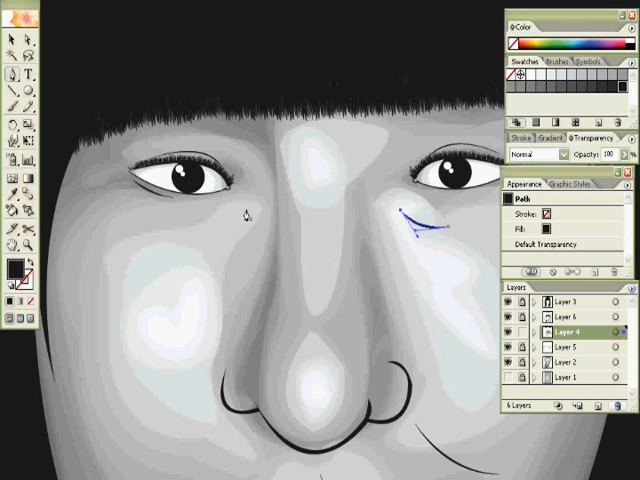 Color
Swatches Brushes Symbols
Stroke Gradient Transparency
Normal Opacity: 100 %
Appearance Graphic Styles
Path
Stroke:
Fill:
Default Transparency
Layers
Layer 3
Layer 6
Layer 4
Layer 5
Layer 2
Layer 1
6 Layers